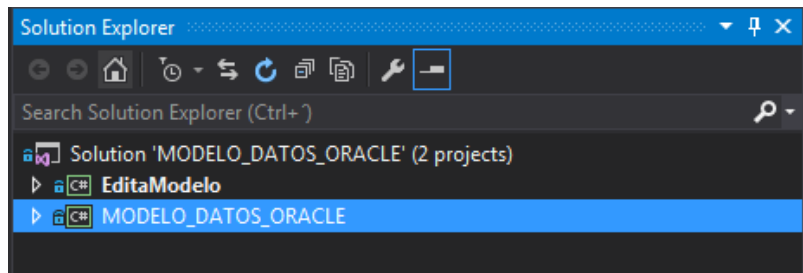 Solution Explorer
Search Solution Explorer (Ctrl+´)
Solution 'MODELO_DATOS_ORACLE' (2 projects)
C# EditaModelo
C# MODELO_DATOS_ORACLE